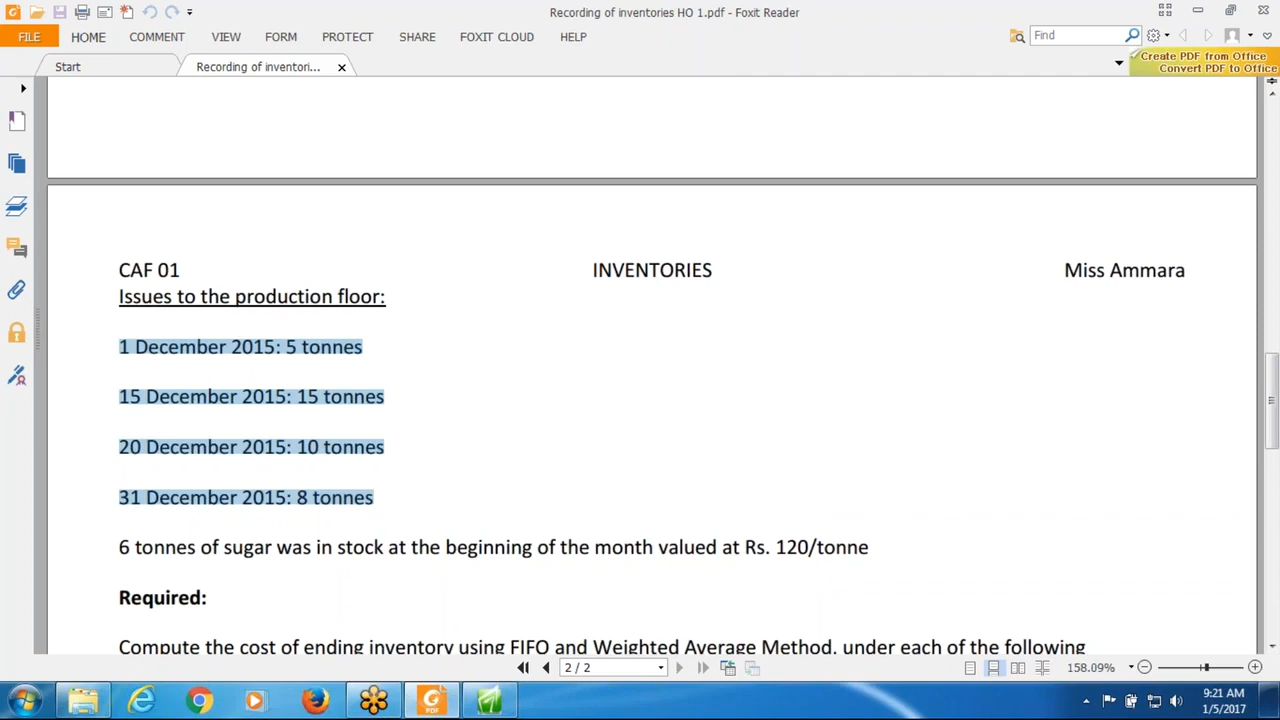 Recording of inventories HO 1.pdf - Foxit Reader
FILE HOME COMMENT VIEW FORM PROTECT SHARE FOXIT CLOUD HELP Find
Start Recording of inventori...
Create PDF from Office
Convert PDF to Office
CAF 01 INVENTORIES Miss Ammara
Issues to the production floor:
1 December 2015: 5 tonnes
15 December 2015: 15 tonnes
20 December 2015: 10 tonnes
31 December 2015: 8 tonnes
6 tonnes of sugar was in stock at the beginning of the month valued at Rs. 120/tonne
Required:
Compute the cost of ending inventory using FIFO and Weighted Average Method, under each of the following
2 / 2 158.09%
PDF
9:21 AM
1/5/2017